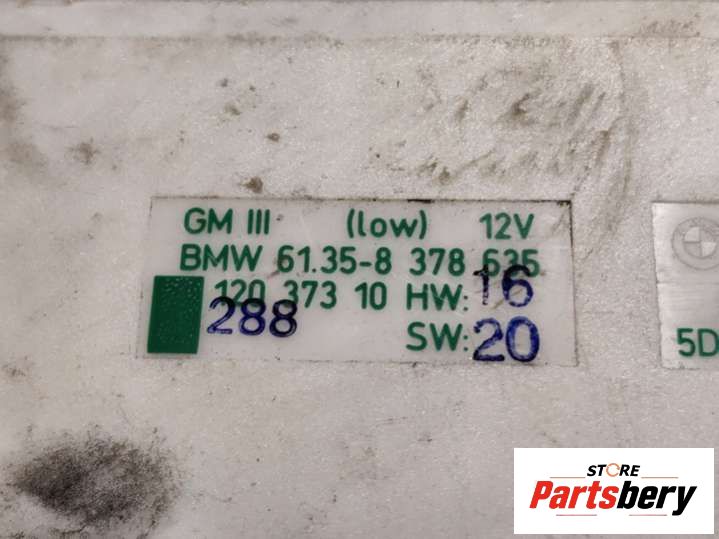 GM III (low) 12V
BMW 61.35-8 378 635
120 373 10 HW: 16
288 SW: 20
5D
STORE
Partsbery